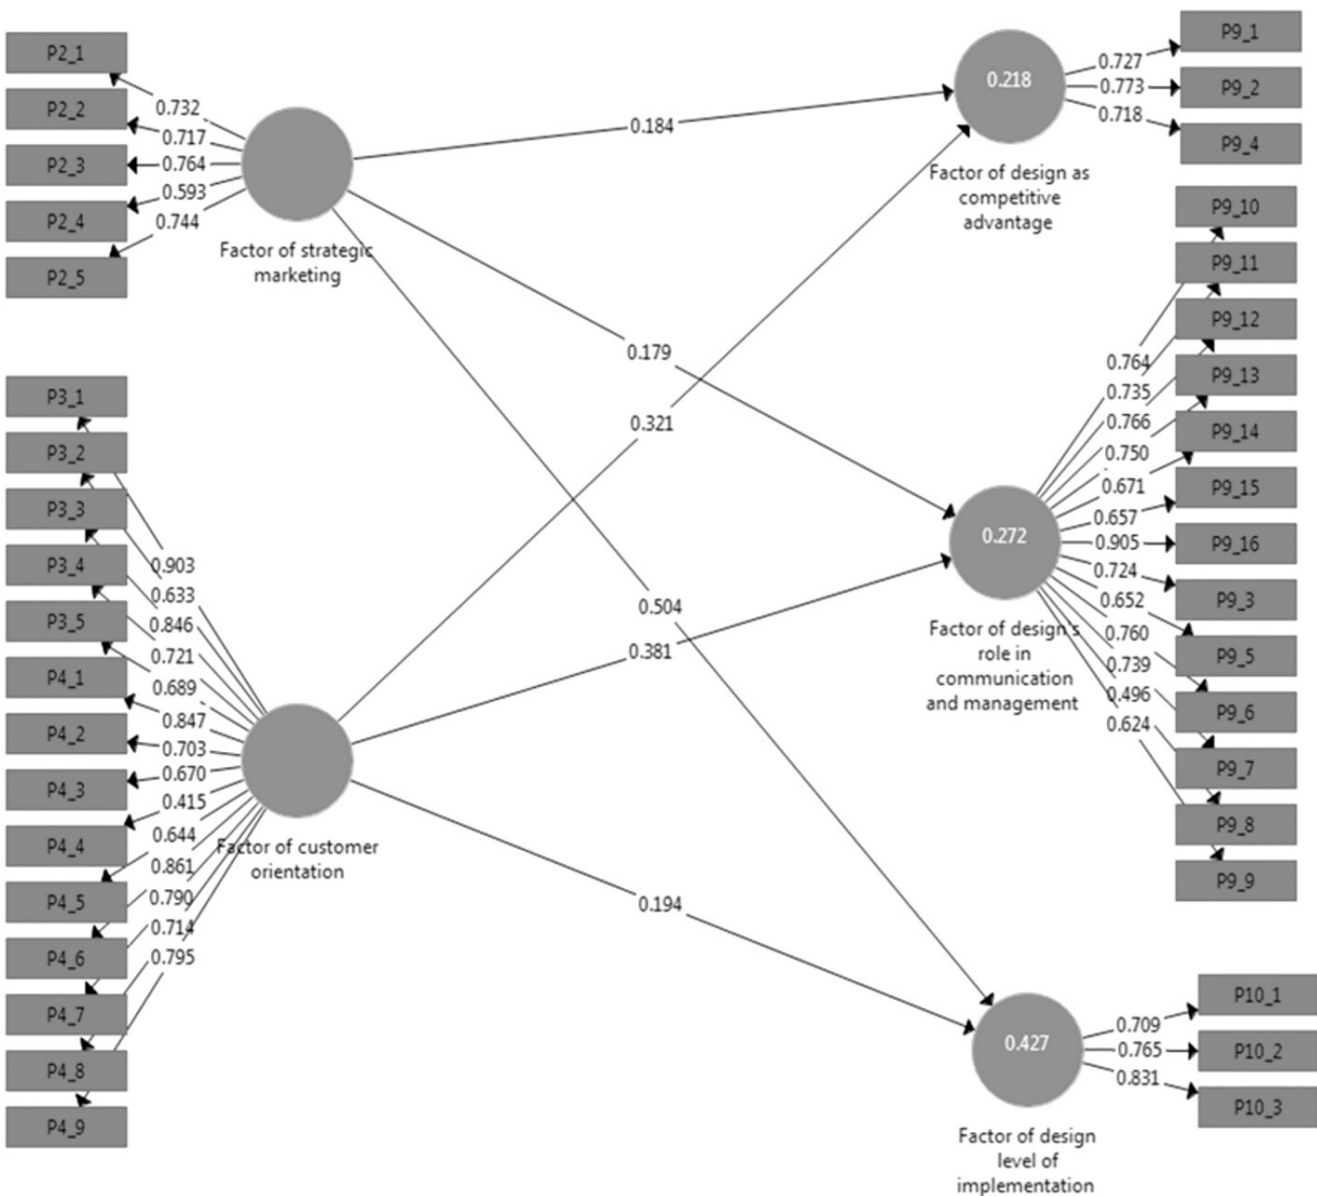 P2_1
P2_2
P2_3
P2_4
P2_5
0.732
0.717
0.764
0.593
0.744
Factor of strategic
marketing
P3_1
P3_2
P3_3
P3_4
P3_5
P4_1
P4_2
P4_3
P4_4
P4_5
P4_6
P4_7
P4_8
P4_9
0.903
0.633
0.846
0.721
0.689
0.847
0.703
0.670
0.415
0.644
0.861
0.790
0.714
0.795
Factor of customer
orientation
0.184
0.179
0.321
0.504
0.381
0.194
0.218
Factor of design as
competitive
advantage
0.727
0.773
0.718
P9_1
P9_2
P9_4
0.272
Factor of design's
role in
communication
and management
0.764
0.735
0.766
0.750
0.671
0.657
0.905
0.724
0.652
0.760
0.739
0.496
0.624
P9_10
P9_11
P9_12
P9_13
P9_14
P9_15
P9_16
P9_3
P9_5
P9_6
P9_7
P9_8
P9_9
0.427
Factor of design
level of
implementation
0.709
0.765
0.831
P10_1
P10_2
P10_3